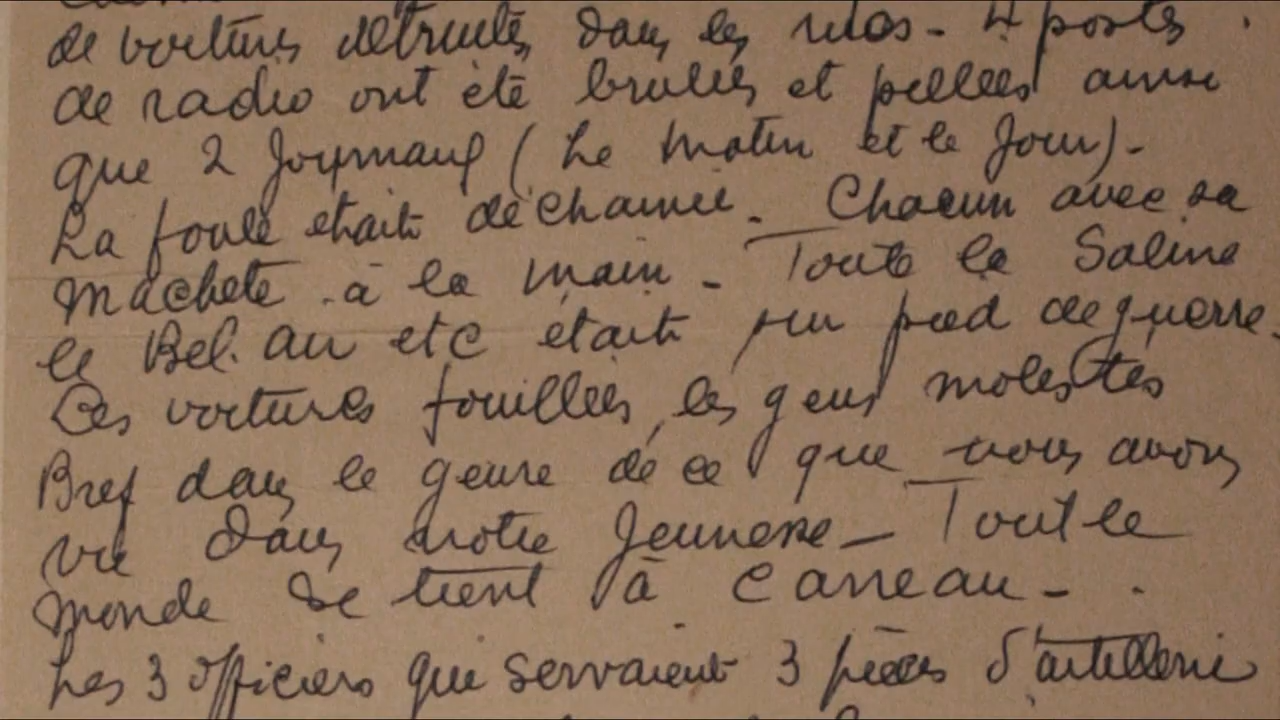 de voitures détruites dans les rues - 4 postes
de radio ont été brulés et pillées ainsi
que 2 Journaux (Le Matin et le Jour) -
La foule etait déchainée. Chacun avec sa
machete à la main - Toute la Saline
le Bel. air etc etait sur pied de guerre.
Les voitures fouillées, les gens molestés
Bref dans le genre de ce que nous avons
vu dans notre Jeunesse - Tout le
monde se tient à Carreau -
Les 3 officiers qui servaient 3 pièces d'artillerie